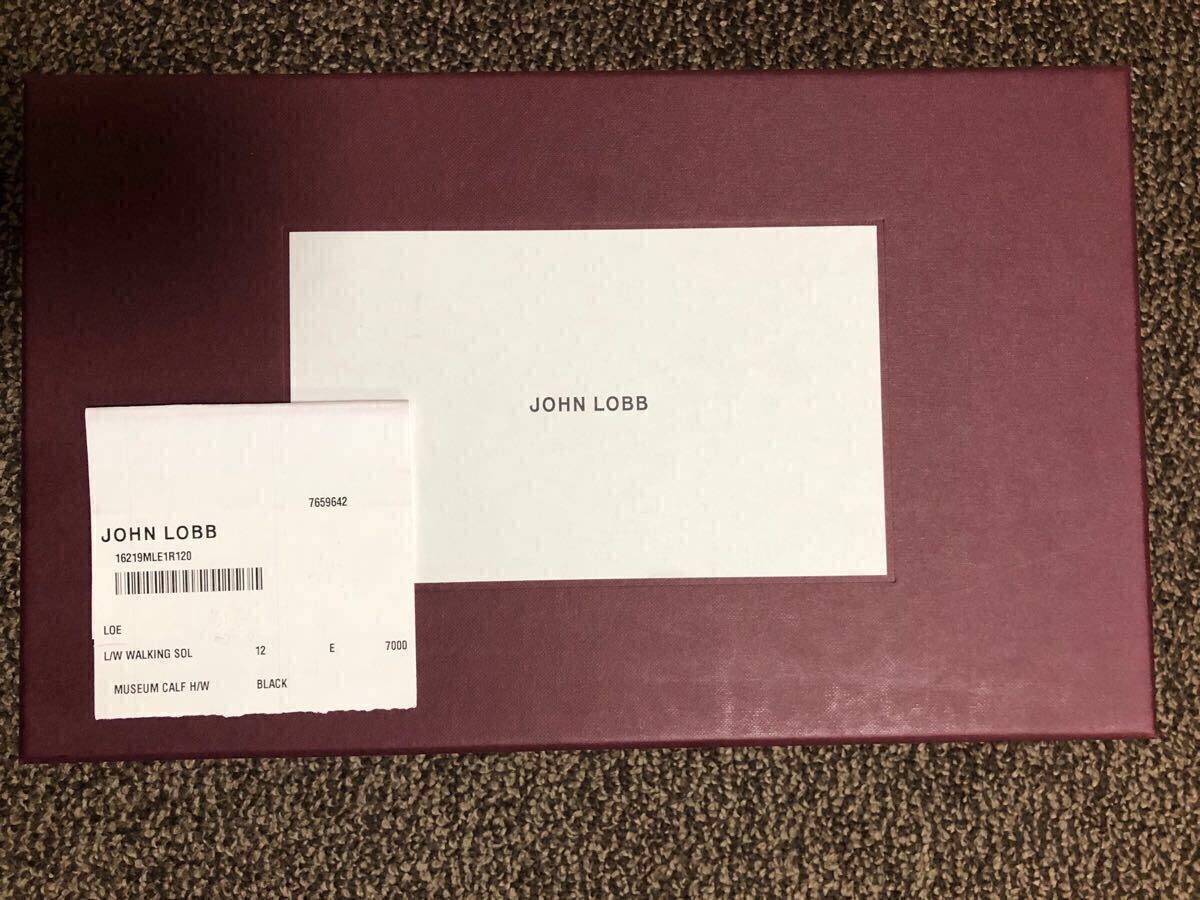 JOHN LOBB
7659642
JOHN LOBB
16219MLE1R120
LOE
L/W WALKING SOL 12 E 7000
MUSEUM CALF H/W BLACK